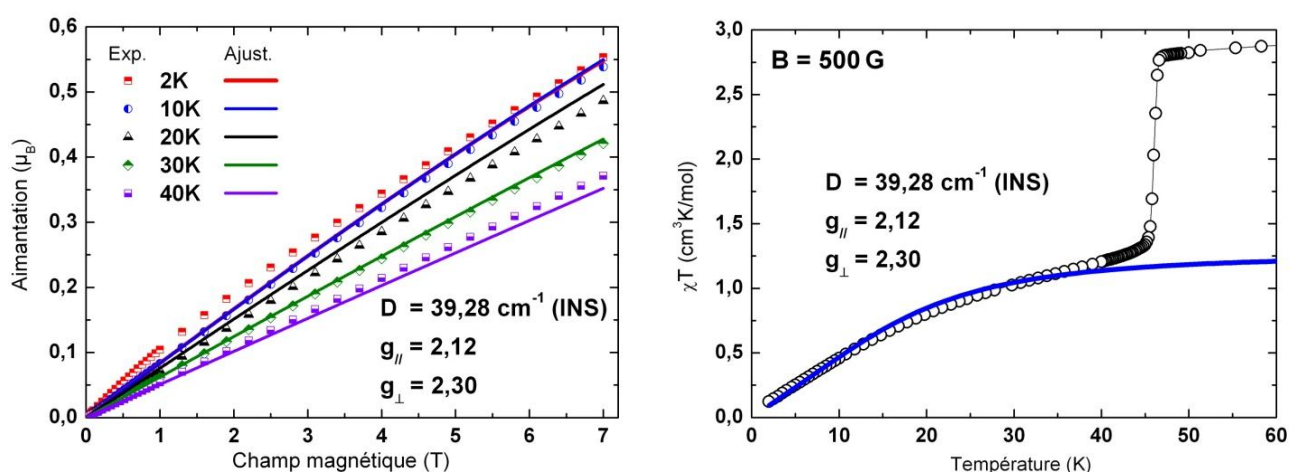 0,6
0,5
0,4
0,3
0,2
0,1
0,0
Aimantation (μB)
Exp. Ajust.
2K
10K
20K
30K
40K
D = 39,28 cm⁻¹ (INS)
g// = 2,12
g⊥ = 2,30
0 1 2 3 4 5 6 7
Champ magnétique (T)
3,0
2,5
2,0
1,5
1,0
0,5
0,0
χT (cm³K/mol)
B = 500 G
D = 39,28 cm⁻¹ (INS)
g// = 2,12
g⊥ = 2,30
0 10 20 30 40 50 60
Température (K)